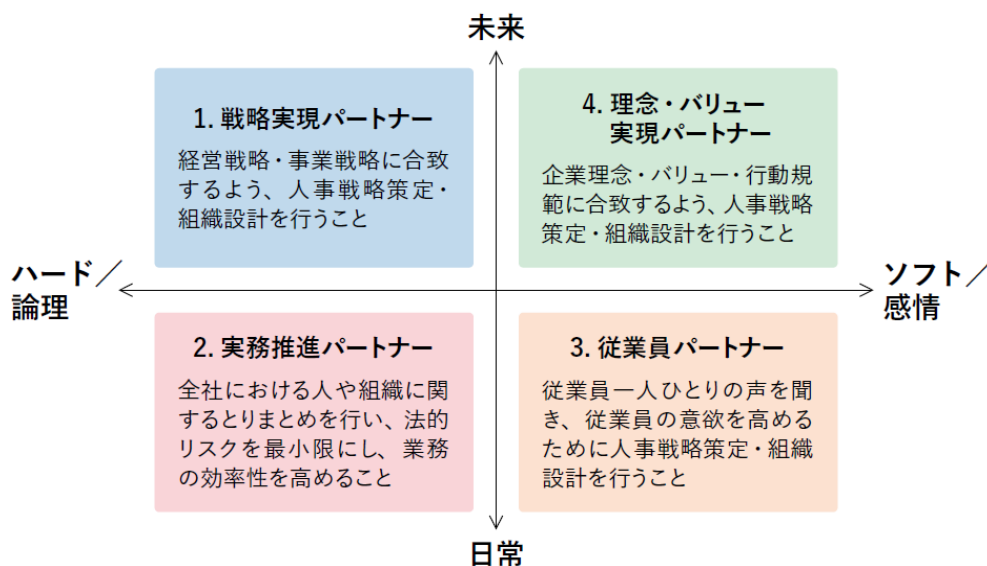 未来
1. 戦略実現パートナー
経営戦略・事業戦略に合致
するよう、人事戦略策定・
組織設計を行うこと
4. 理念・バリュー
実現パートナー
企業理念・バリュー・行動規
範に合致するよう、人事戦略
策定・組織設計を行うこと
ハード／
論理
ソフト／
感情
2. 実務推進パートナー
全社における人や組織に関
するとりまとめを行い、法的
リスクを最小限にし、業務
の効率性を高めること
3. 従業員パートナー
従業員一人ひとりの声を聞
き、従業員の意欲を高める
ために人事戦略策定・組織
設計を行うこと
日常